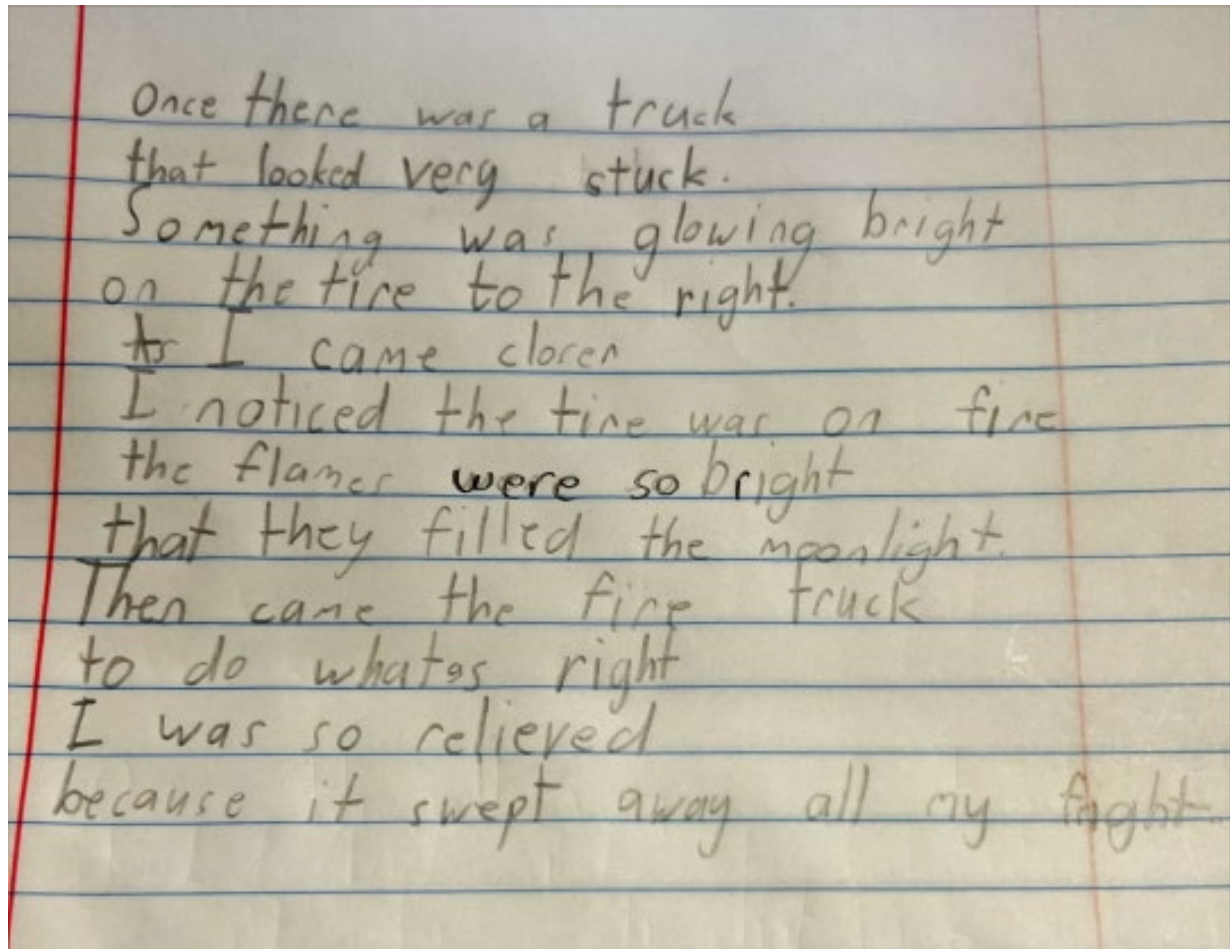 Once there was a truck
that looked very stuck.
Something was glowing bright
on the tire to the right.
As I came closer
I noticed the tire was on fire
the flames were so bright
that they filled the moonlight.
Then came the fire truck
to do whates right
I was so relieved
because it swept away all my fright.